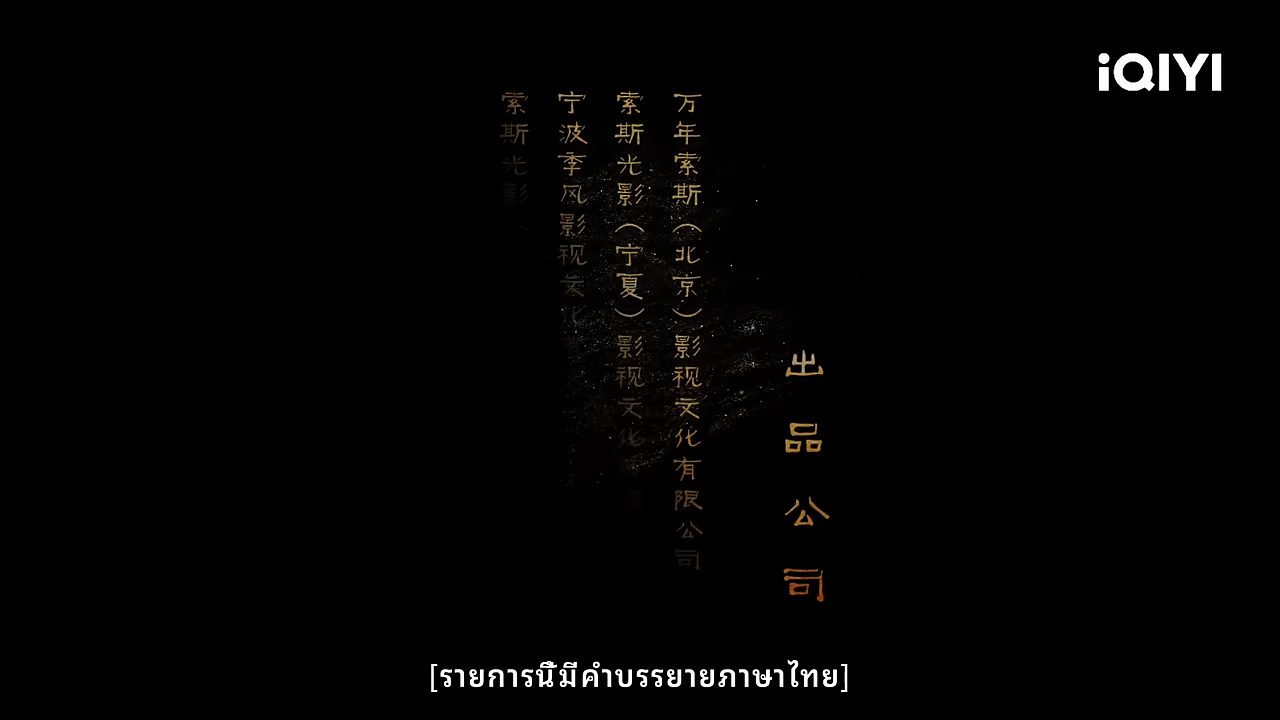 iQIYI
出品公司
万年索斯（北京）影视文化有限公司
索斯光影（宁夏）影视文化
宁波季风影视文化
索斯光影（
[รายการนี้มีคำบรรยายภาษาไทย]